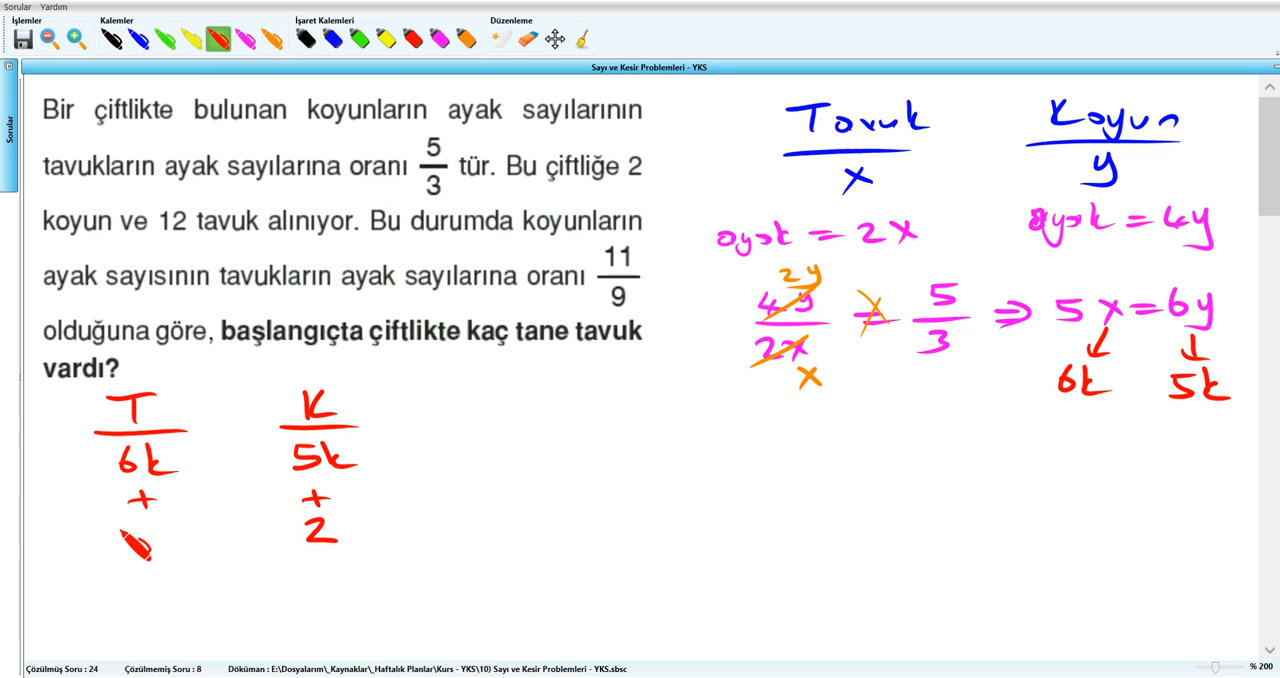 Sorular Yardım
İşlemler Kalemler İşaret Kalemleri Düzenleme
Sayı ve Kesir Problemleri - YKS
Sorular
Bir çiftlikte bulunan koyunların ayak sayılarının
tavukların ayak sayılarına oranı 5/3 tür. Bu çiftliğe 2
koyun ve 12 tavuk alınıyor. Bu durumda koyunların
ayak sayısının tavukların ayak sayılarına oranı 11/9
olduğuna göre, başlangıçta çiftlikte kaç tane tavuk
vardı?
T K
6k 5k
+ +
2
Tavuk Koyun
x y
ayak = 2x ayak = 4y
2y
4y/2x = 5/3 ⇒ 5x=6y
x
6k 5k
Çözülmüş Soru : 24 Çözülmemiş Soru : 8 Döküman : E:\Dosyalarım\_Kaynaklar\_Haftalık Planlar\Kurs - YKS\10) Sayı ve Kesir Problemleri - YKS.sbsc % 200